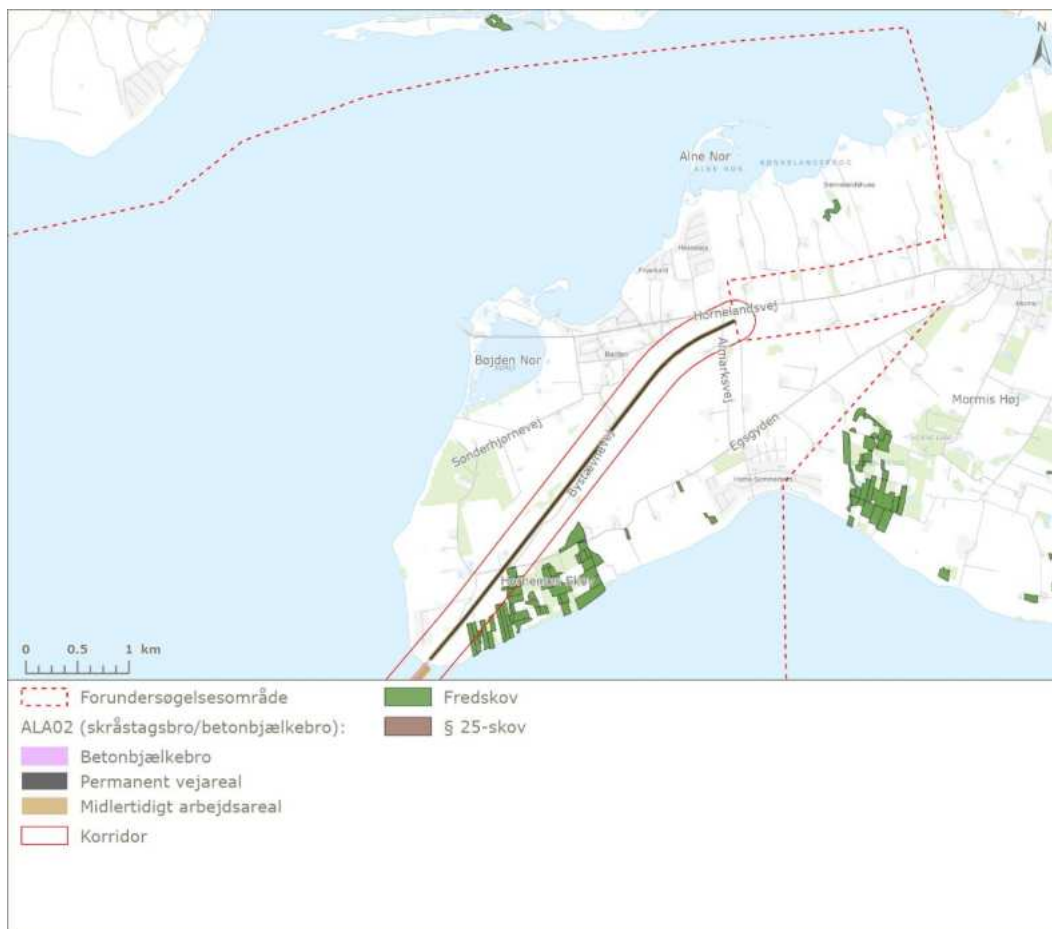 N
Alne Nor
Hornelandsvej
Bøjden Nor
Bøjden
Almarksvej
Mormis Høj
Sønderhjørnevej
Egsgyden
Bystævnevej
0 0.5 1 km
Forundersøgelsesområde
Fredskov
ALA02 (skråstagsbro/betonbjælkebro):
§ 25-skov
Betonbjælkebro
Permanent vejareal
Midlertidigt arbejdsareal
Korridor